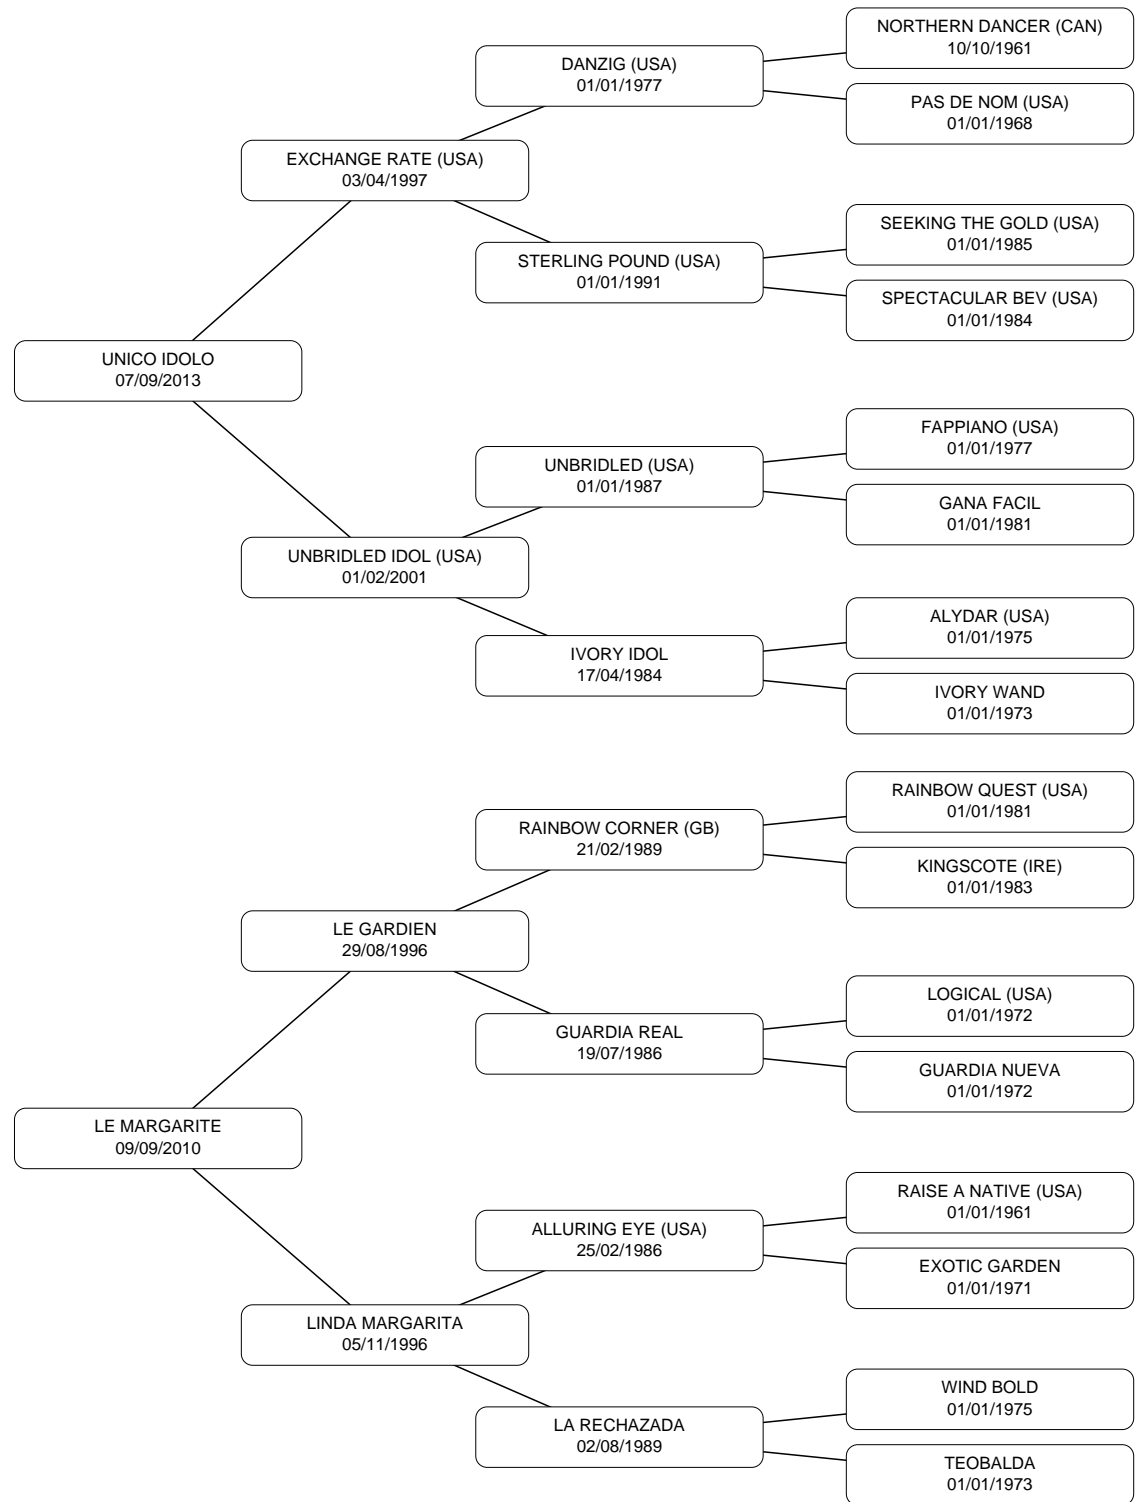 NORTHERN DANCER (CAN)
10/10/1961
DANZIG (USA)
01/01/1977
PAS DE NOM (USA)
01/01/1968
EXCHANGE RATE (USA)
03/04/1997
SEEKING THE GOLD (USA)
01/01/1985
STERLING POUND (USA)
01/01/1991
SPECTACULAR BEV (USA)
01/01/1984
UNICO IDOLO
07/09/2013
FAPPIANO (USA)
01/01/1977
UNBRIDLED (USA)
01/01/1987
GANA FACIL
01/01/1981
UNBRIDLED IDOL (USA)
01/02/2001
ALYDAR (USA)
01/01/1975
IVORY IDOL
17/04/1984
IVORY WAND
01/01/1973
RAINBOW QUEST (USA)
01/01/1981
RAINBOW CORNER (GB)
21/02/1989
KINGSCOTE (IRE)
01/01/1983
LE GARDIEN
29/08/1996
LOGICAL (USA)
01/01/1972
GUARDIA REAL
19/07/1986
GUARDIA NUEVA
01/01/1972
LE MARGARITE
09/09/2010
RAISE A NATIVE (USA)
01/01/1961
ALLURING EYE (USA)
25/02/1986
EXOTIC GARDEN
01/01/1971
LINDA MARGARITA
05/11/1996
WIND BOLD
01/01/1975
LA RECHAZADA
02/08/1989
TEOBALDA
01/01/1973